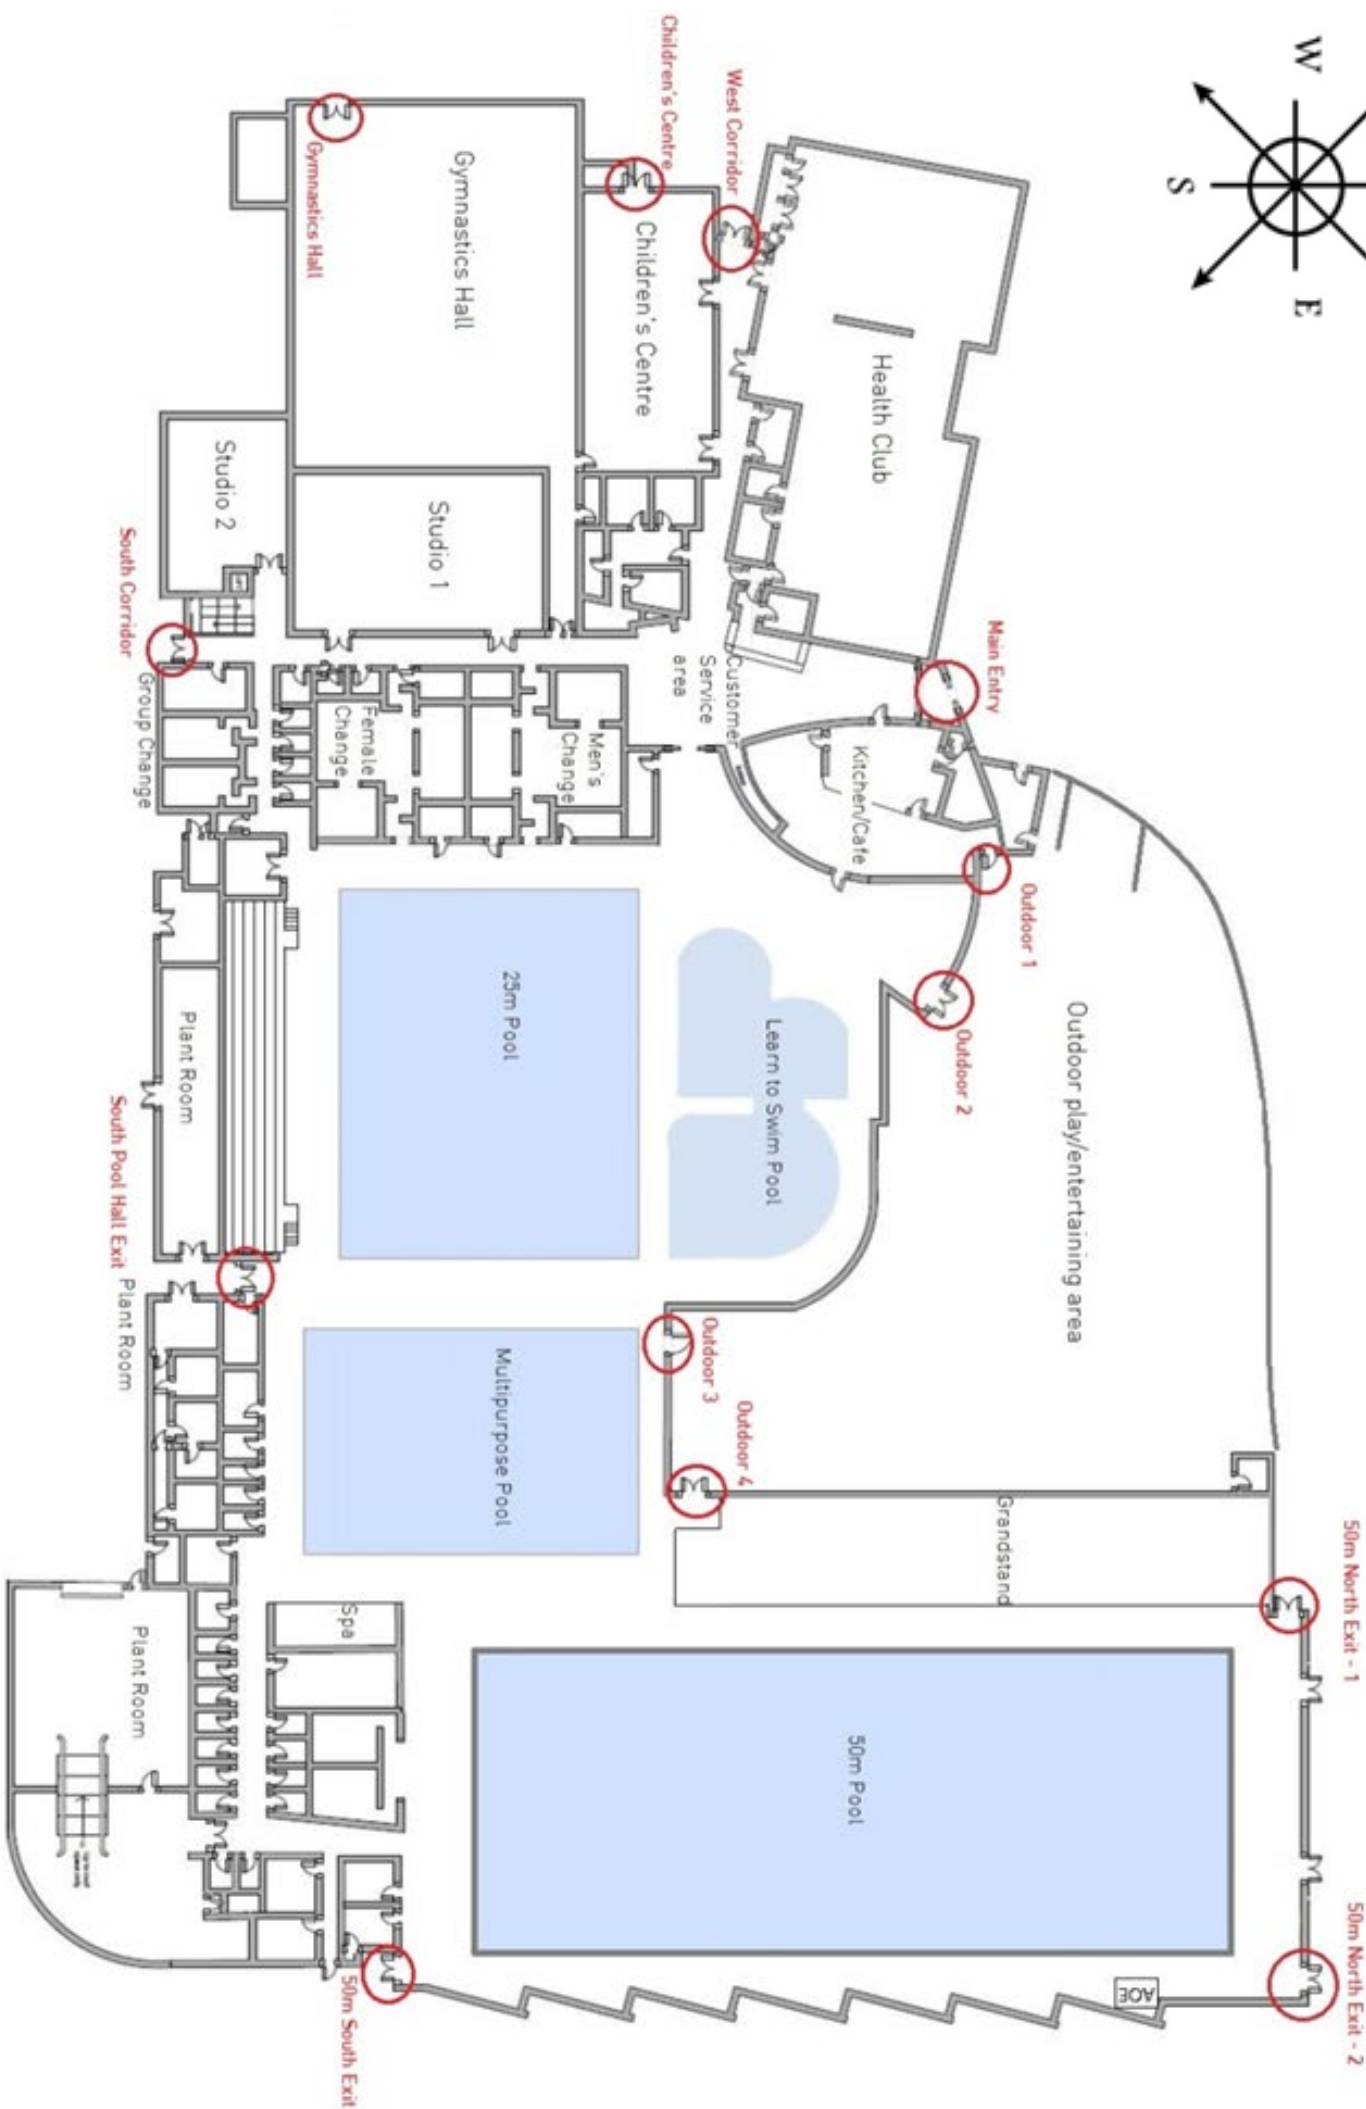 W
S
E
Children's Centre
West Corridor
Gymnastics Hall
Gymnastics Hall
Children's Centre
Health Club
Studio 2
Studio 1
South Corridor
Main Entry
Customer
Service
area
Group Change
Female
Change
Men's
Change
Kitchen/Cafe
Outdoor 1
Outdoor 2
Outdoor play/entertaining area
25m Pool
Learn to Swim Pool
Plant Room
South Pool Hall Exit
Plant Room
Multipurpose Pool
Outdoor 3
Outdoor 4
Grandstand
50m North Exit - 1
Spa
Plant Room
50m Pool
50m South Exit
AOE
50m North Exit - 2